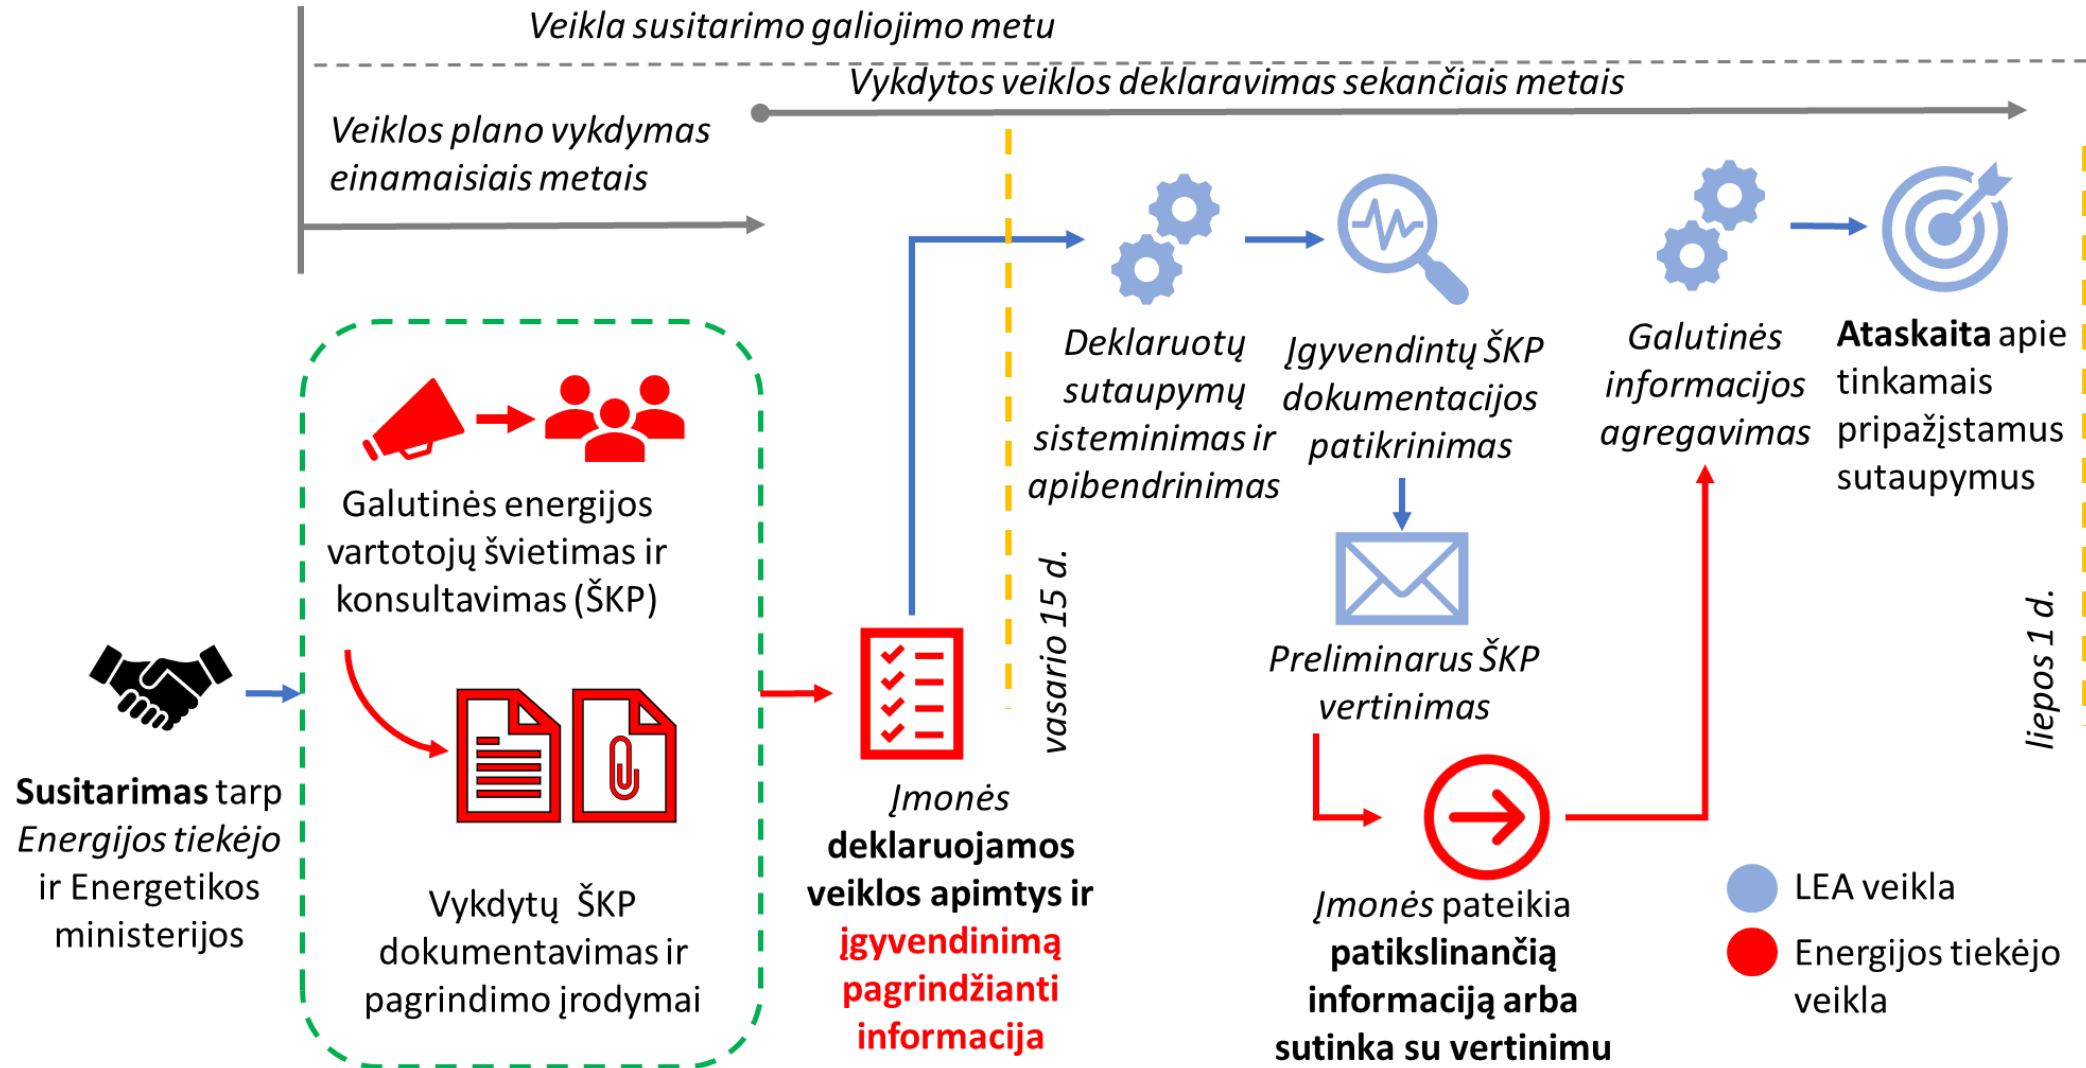 Veikla susitarimo galiojimo metu
Vykdytos veiklos deklaravimas sekančiais metais
Veiklos plano vykdymas
einamaisiais metais
Susitarimas tarp
Energijos tiekėjo
ir Energetikos
ministerijos
Galutinės energijos
vartotojų švietimas ir
konsultavimas (ŠKP)
Vykdytų ŠKP
dokumentavimas ir
pagrindimo įrodymai
Įmonės
deklaruojamos
veiklos apimtys ir
įgyvendinimą
pagrindžianti
informacija
vasario 15 d.
Deklaruotų
sutaupymų
sisteminimas ir
apibendrinimas
Įgyvendintų ŠKP
dokumentacijos
patikrinimas
Preliminarus ŠKP
vertinimas
Įmonės pateikia
patikslinančią
informaciją arba
sutinka su vertinimu
Galutinės
informacijos
agregavimas
Ataskaita apie
tinkamais
pripažįstamus
sutaupymus
liepos 1 d.
LEA veikla
Energijos tiekėjo
veikla